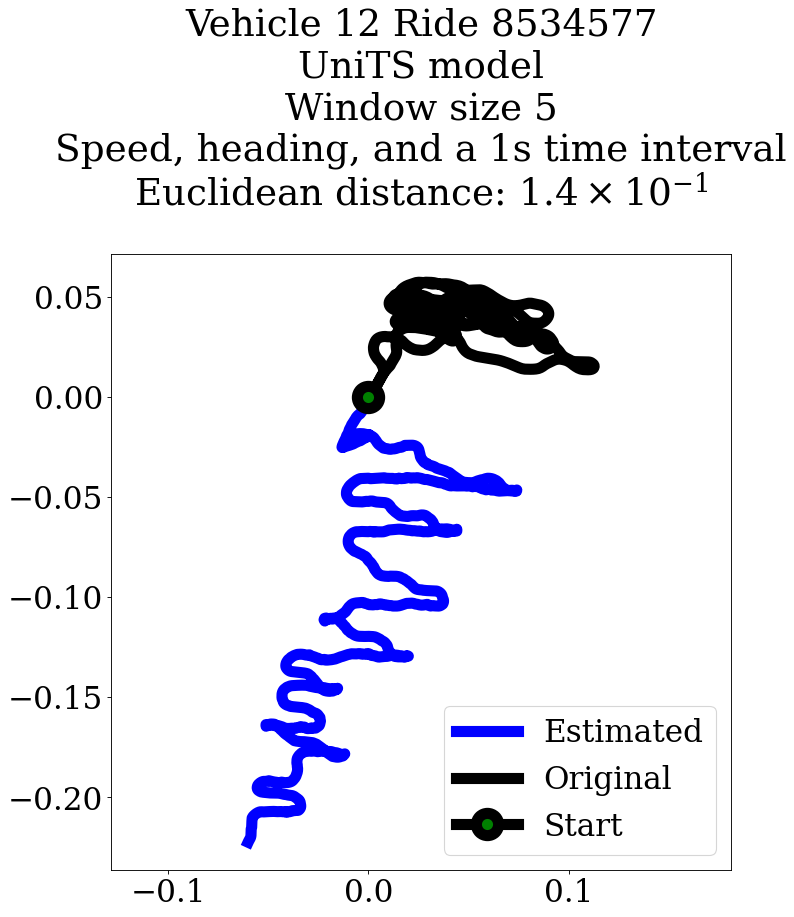 Vehicle 12 Ride 8534577
UniTS model
Window size 5
Speed, heading, and a 1s time interval
Euclidean distance: 1.4 × 10⁻¹
0.05
0.00
−0.05
−0.10
−0.15
−0.20
Estimated
Original
Start
−0.1
0.0
0.1